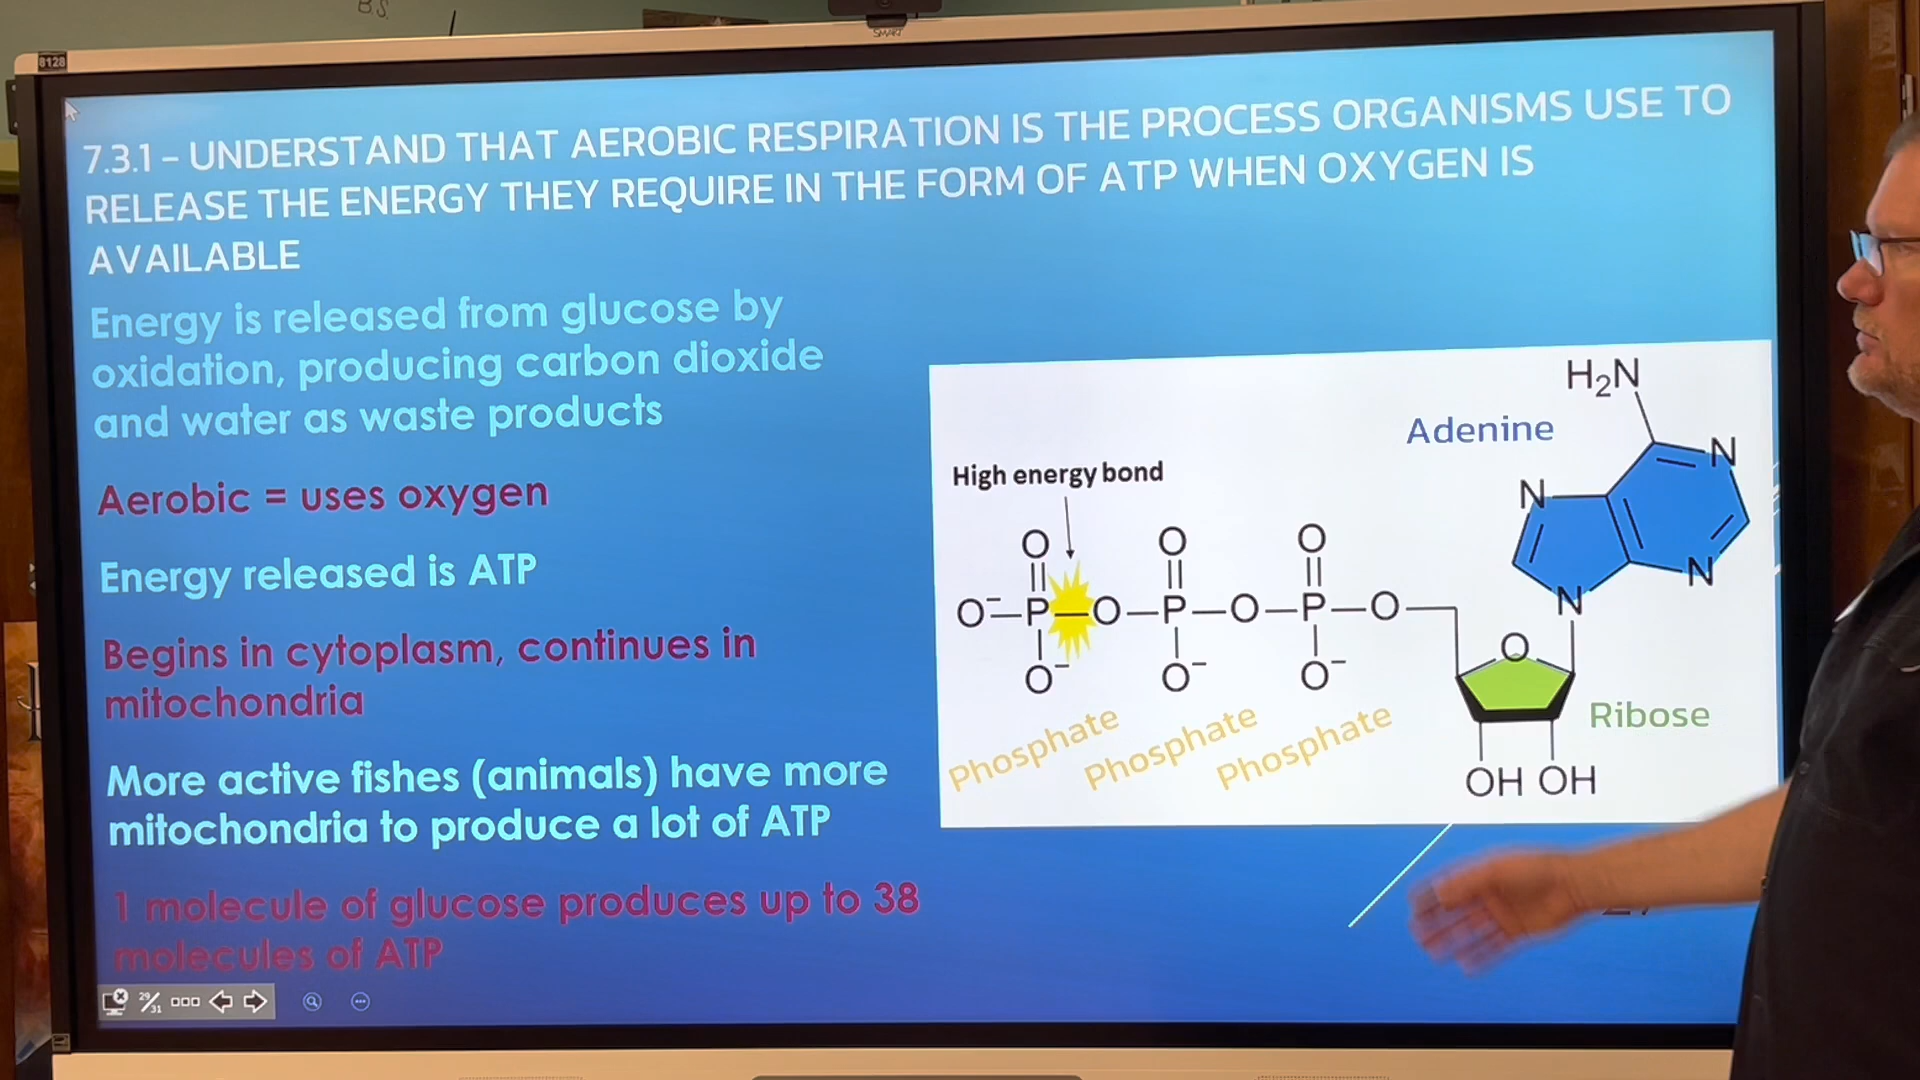 B.S.
SMART
8128
7.3.1 – UNDERSTAND THAT AEROBIC RESPIRATION IS THE PROCESS ORGANISMS USE TO
RELEASE THE ENERGY THEY REQUIRE IN THE FORM OF ATP WHEN OXYGEN IS
AVAILABLE
Energy is released from glucose by
oxidation, producing carbon dioxide
and water as waste products
Aerobic = uses oxygen
Energy released is ATP
Begins in cytoplasm, continues in
mitochondria
More active fishes (animals) have more
mitochondria to produce a lot of ATP
1 molecule of glucose produces up to 38
molecules of ATP
29/31
H₂N
Adenine
High energy bond
N
N
O O O
O⁻—P—O—P—O—P—O
N
N
O⁻ O⁻ O⁻
O
Ribose
Phosphate
Phosphate
Phosphate
OH OH